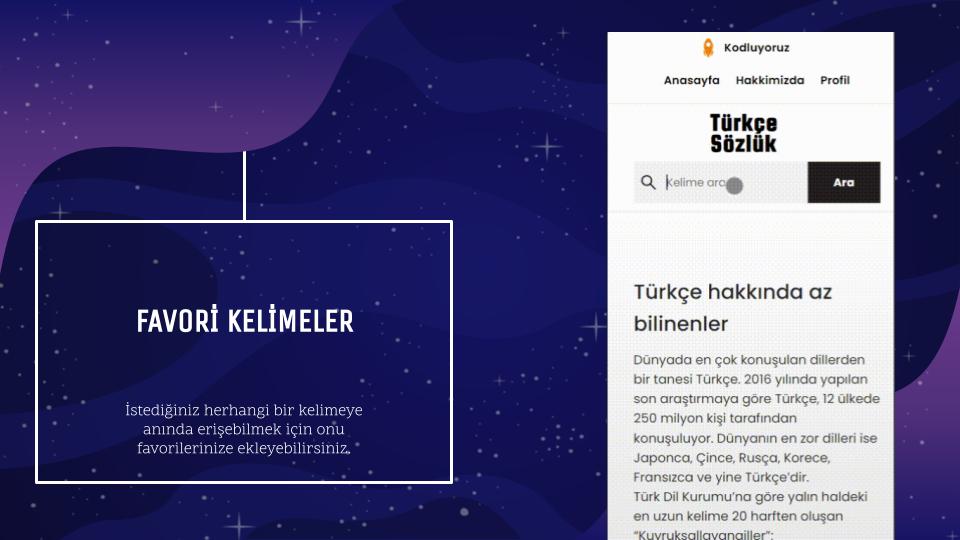 FAVORİ KELİMELER
İstediğiniz herhangi bir kelimeye
anında erişebilmek için onu
favorilerinize ekleyebilirsiniz.
Kodluyoruz
Anasayfa Hakkimizda Profil
Türkçe
Sözlük
Kelime ara
Ara
Türkçe hakkında az
bilinenler
Dünyada en çok konuşulan dillerden
bir tanesi Türkçe. 2016 yılında yapılan
son araştırmaya göre Türkçe, 12 ülkede
250 milyon kişi tarafından
konuşuluyor. Dünyanın en zor dilleri ise
Japonca, Çince, Rusça, Korece,
Fransızca ve yine Türkçe’dir.
Türk Dil Kurumu’na göre yalın haldeki
en uzun kelime 20 harften oluşan
“Kuyruksallayangiller”;